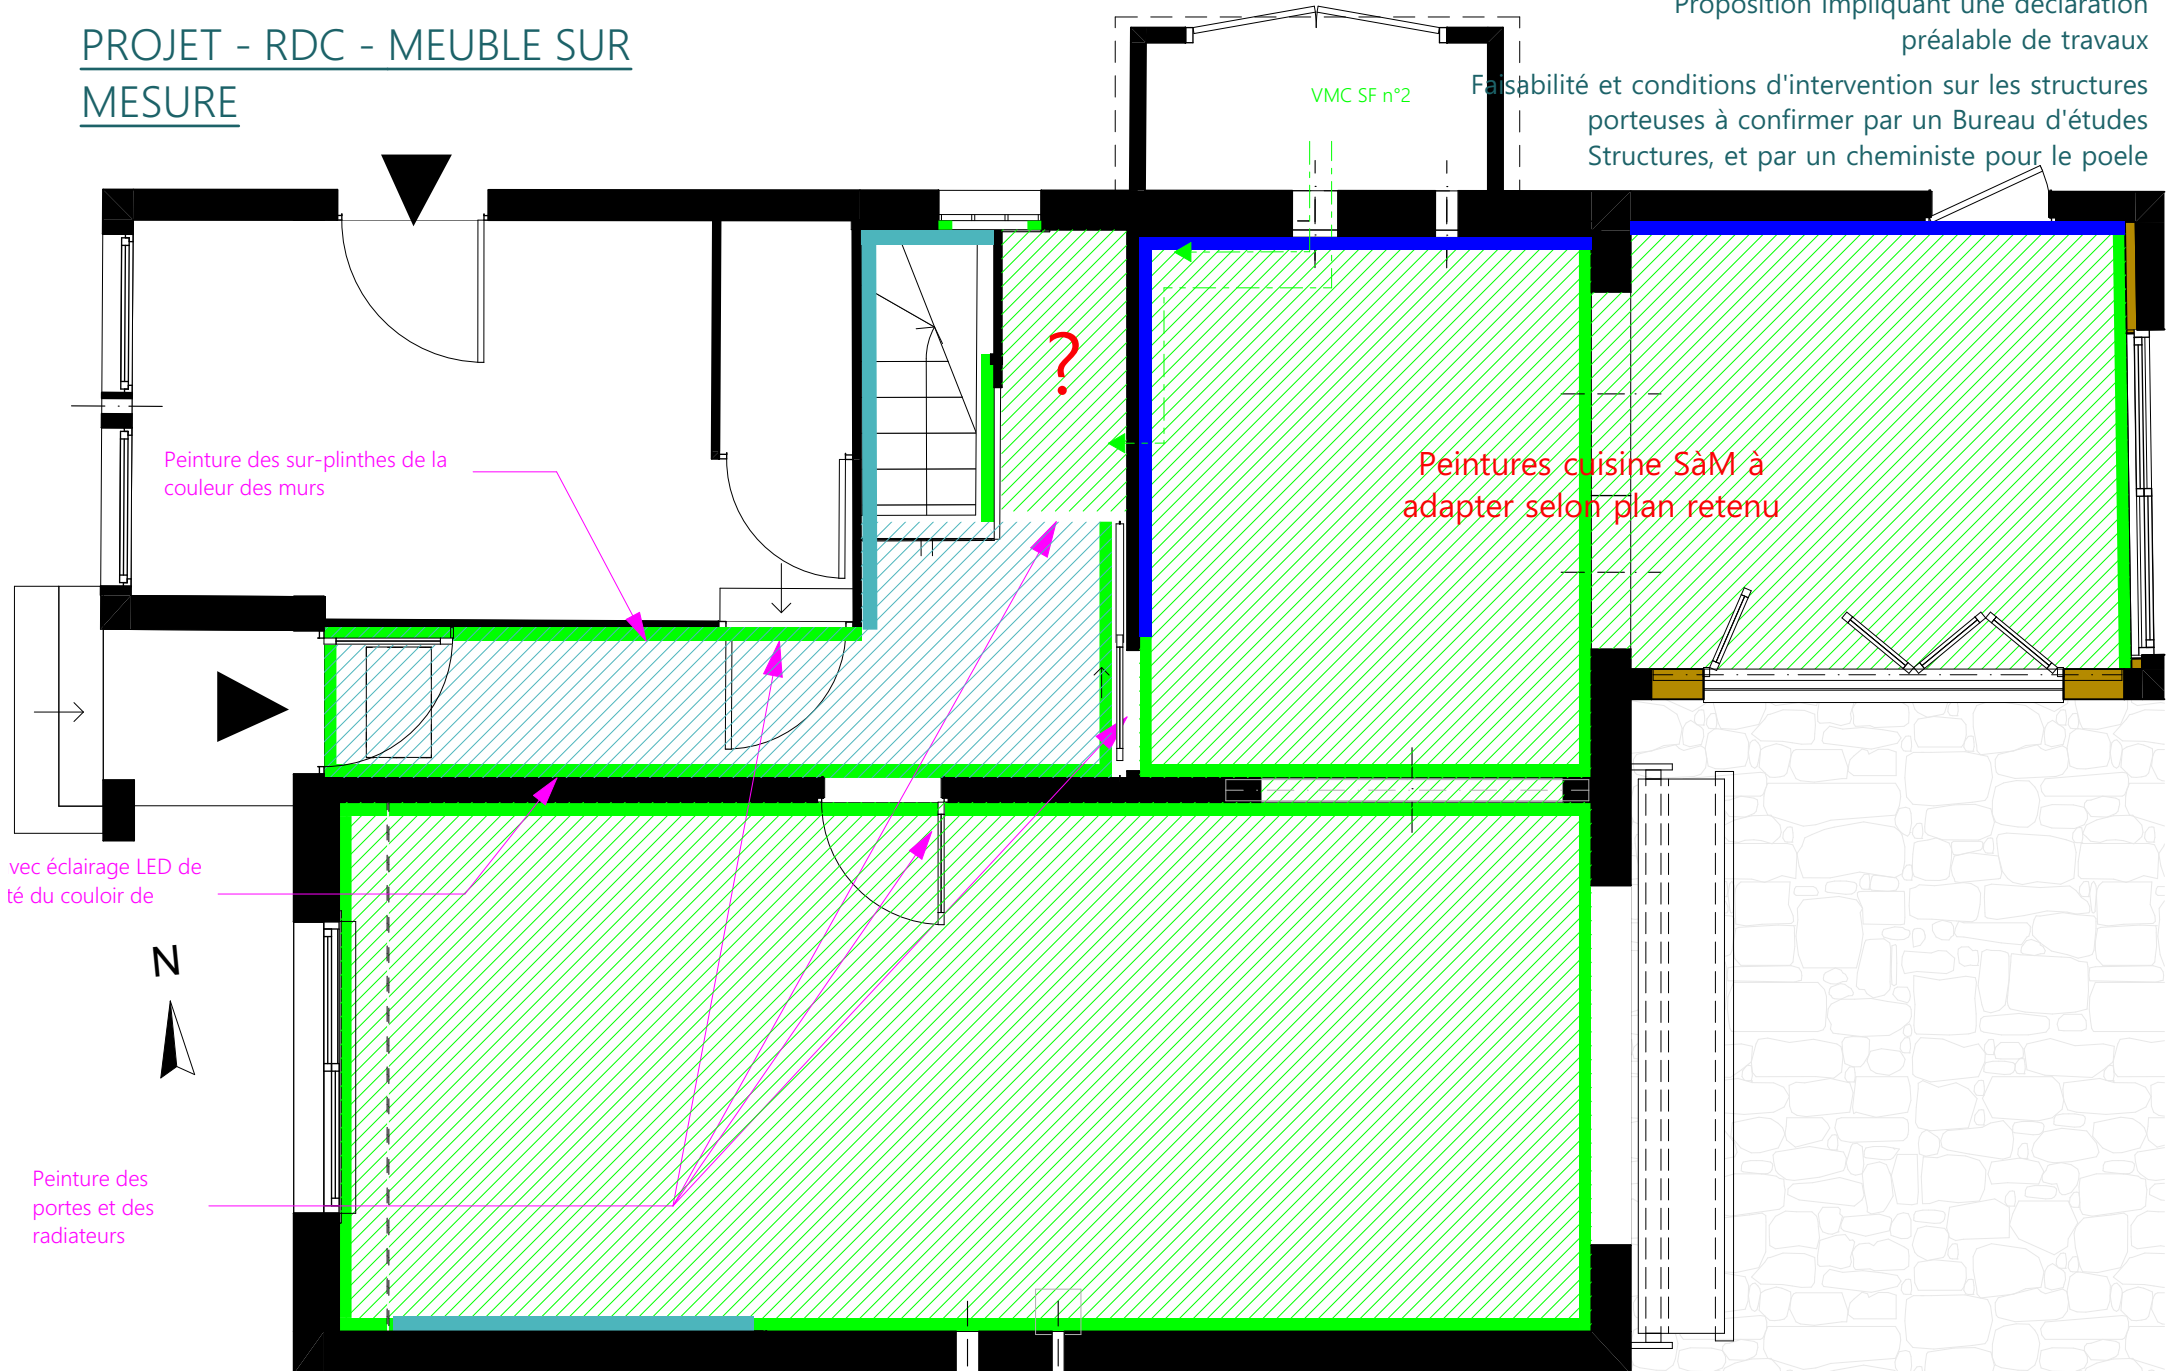 PROJET - RDC - MEUBLE SUR
MESURE
Proposition impliquant une déclaration
préalable de travaux
Faisabilité et conditions d'intervention sur les structures
porteuses à confirmer par un Bureau d'études
Structures, et par un cheministe pour le poele
VMC SF n°2
?
Peinture des sur-plinthes de la
couleur des murs
Peintures cuisine SàM à
adapter selon plan retenu
vec éclairage LED de
té du couloir de
N
Peinture des
portes et des
radiateurs